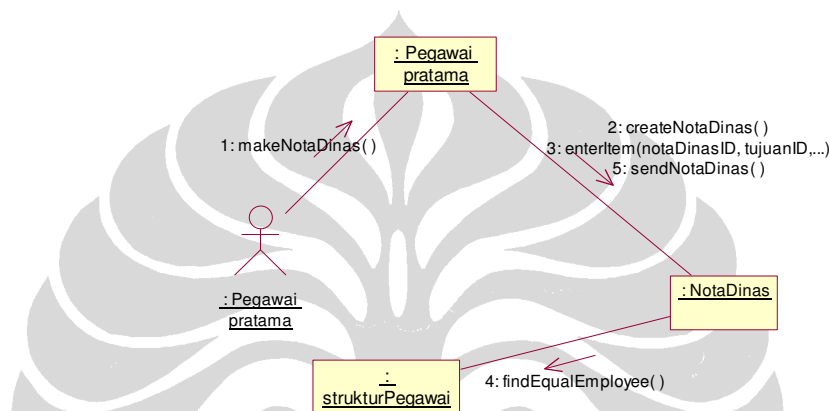 : Pegawai
pratama
1: makeNotaDinas( )
2: createNotaDinas( )
3: enterItem(notaDinasID, tujuanID,...)
5: sendNotaDinas( )
: Pegawai
pratama
: NotaDinas
:
strukturPegawai
4: findEqualEmployee( )